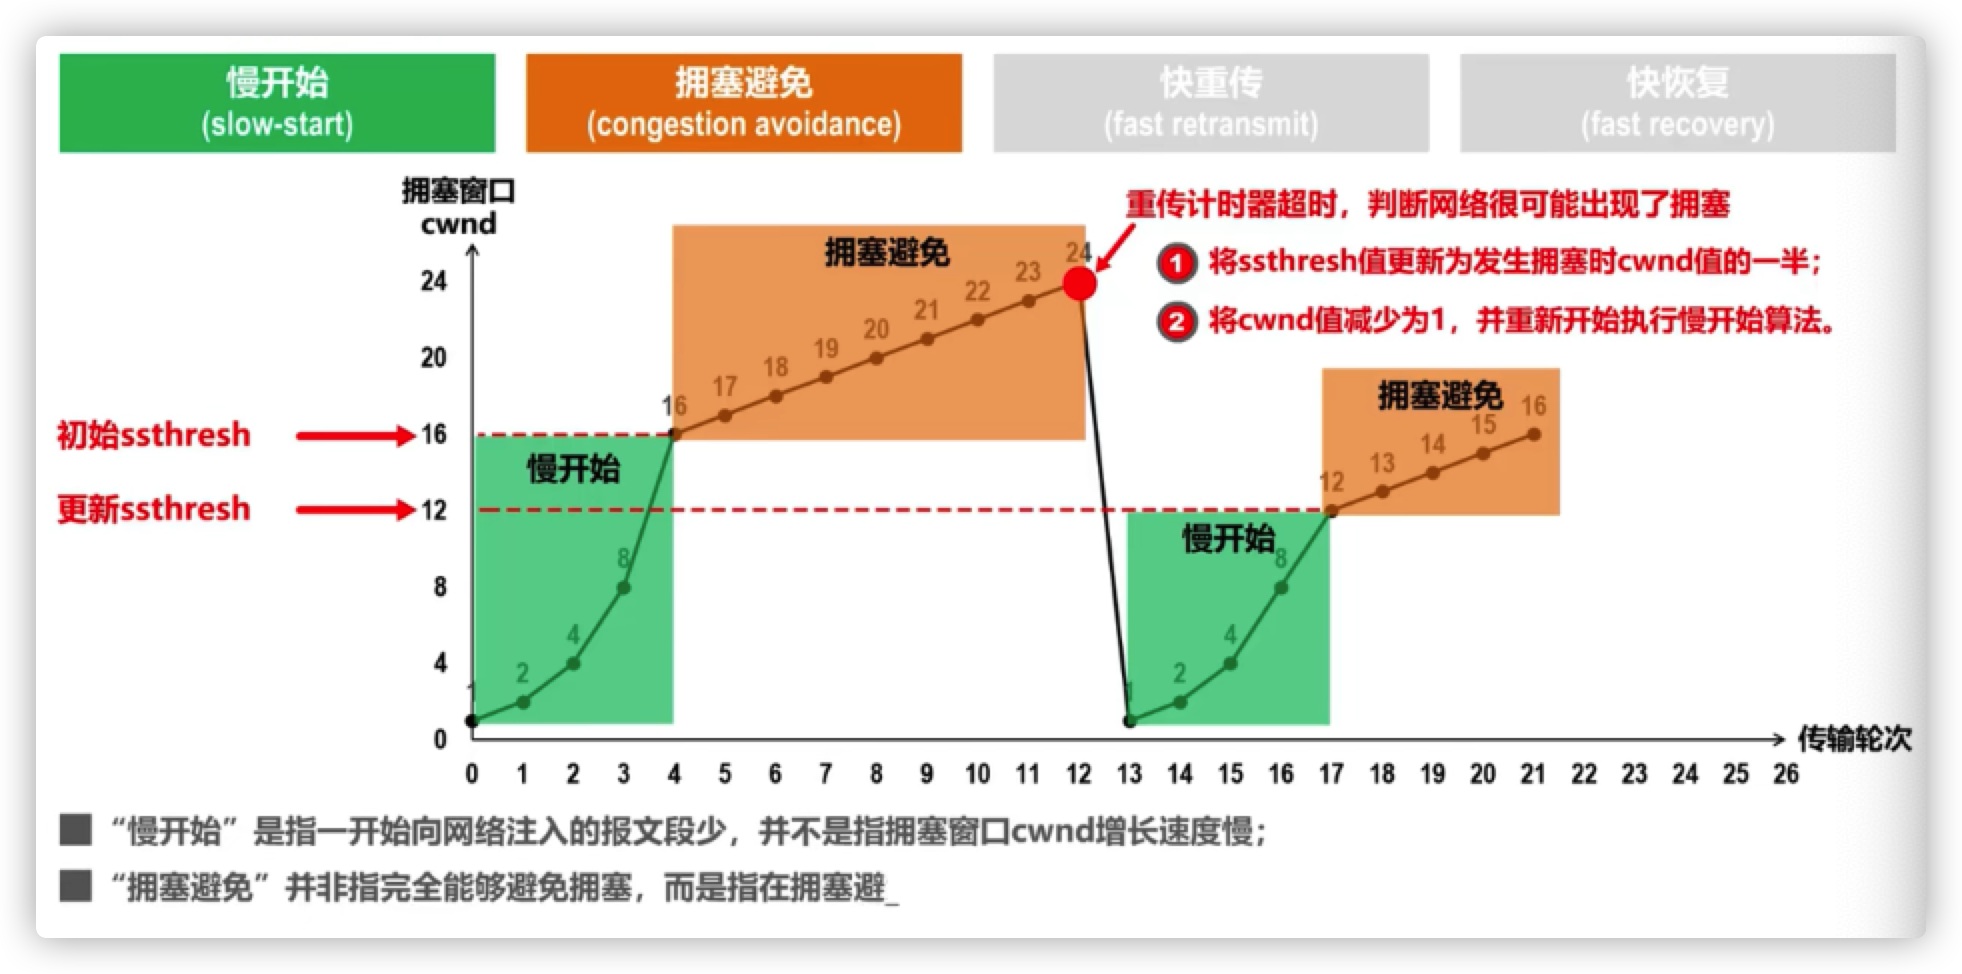 慢开始
(slow-start)
拥塞避免
(congestion avoidance)
快重传
(fast retransmit)
快恢复
(fast recovery)
拥塞窗口
cwnd
重传计时器超时，判断网络很可能出现了拥塞
1 将ssthresh值更新为发生拥塞时cwnd值的一半；
2 将cwnd值减少为1，并重新开始执行慢开始算法。
初始ssthresh
更新ssthresh
24
20
16
12
8
4
0
慢开始
1
2
4
8
拥塞避免
16
17
18
19
20
21
22
23
24
慢开始
1
2
4
8
拥塞避免
12
13
14
15
16
0 1 2 3 4 5 6 7 8 9 10 11 12 13 14 15 16 17 18 19 20 21 22 23 24 25 26
传输轮次
“慢开始”是指一开始向网络注入的报文段少，并不是指拥塞窗口cwnd增长速度慢；
“拥塞避免”并非指完全能够避免拥塞，而是指在拥塞避_